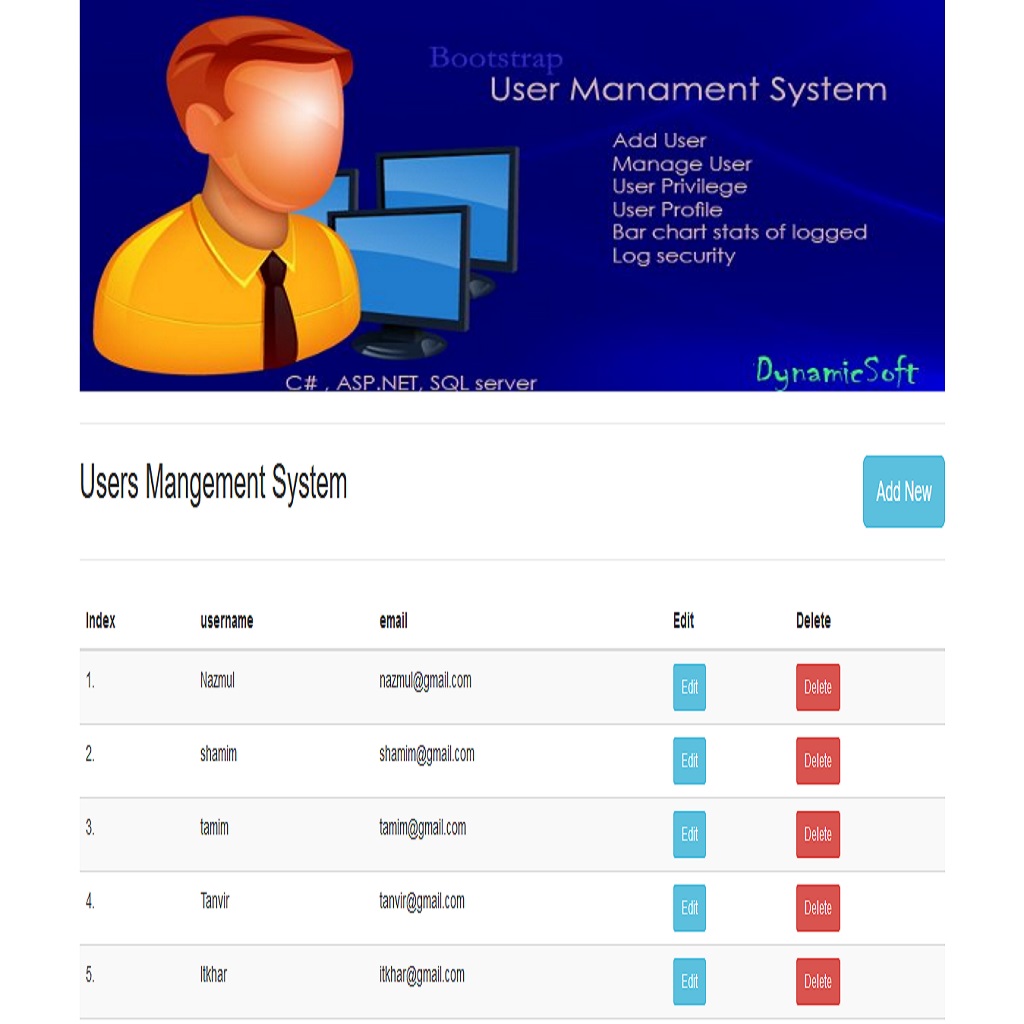 Bootstrap
User Manament System
Add User
Manage User
User Privilege
User Profile
Bar chart stats of logged
Log security
DynamicSoft
C# , ASP.NET, SQL server
Users Mangement System
Add New
Index username email Edit Delete
1. Nazmul nazmul@gmail.com Edit Delete
2. shamim shamim@gmail.com Edit Delete
3. tamim tamim@gmail.com Edit Delete
4. Tanvir tanvir@gmail.com Edit Delete
5. Itkhar itkhar@gmail.com Edit Delete